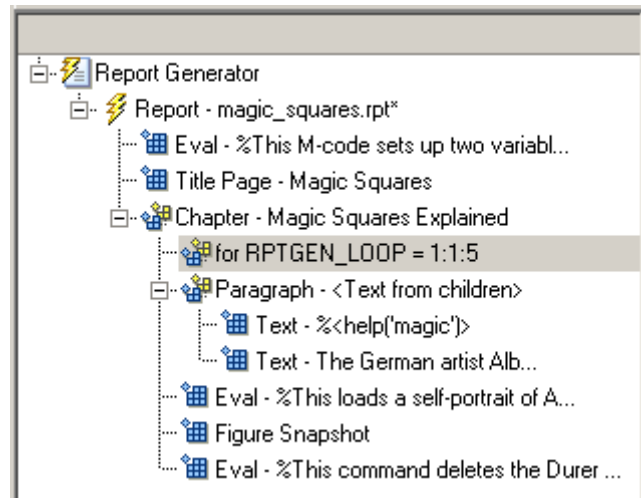 Report Generator
Report - magic_squares.rpt*
Eval - %This M-code sets up two variabl...
Title Page - Magic Squares
Chapter - Magic Squares Explained
for RPTGEN_LOOP = 1:1:5
Paragraph - <Text from children>
Text - %<help('magic')>
Text - The German artist Alb...
Eval - %This loads a self-portrait of A...
Figure Snapshot
Eval - %This command deletes the Durer ...